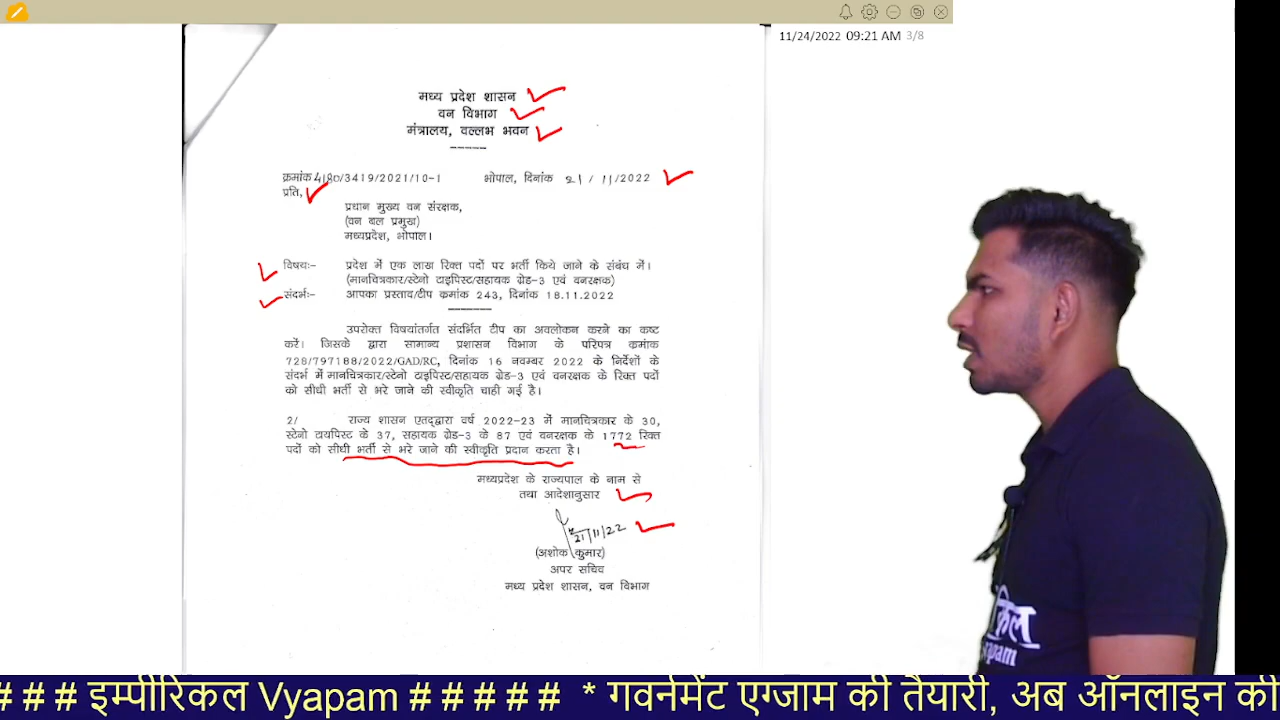 11/24/2022 09:21 AM 3/8
मध्य प्रदेश शासन
वन विभाग
मंत्रालय, वल्लभ भवन
क्रमांक 4180/3419/2021/10-1 भोपाल, दिनांक 21/11/2022
प्रति,
प्रधान मुख्य वन संरक्षक,
(वन बल प्रमुख)
मध्यप्रदेश, भोपाल।
विषयः- प्रदेश में एक लाख रिक्त पदों पर भर्ती किये जाने के संबंध में।
(मानचित्रकार/स्टेनो टाइपिस्ट/सहायक ग्रेड-3 एवं वनरक्षक)
संदर्भः- आपका प्रस्ताव/टीप क्रमांक 243, दिनांक 18.11.2022
उपरोक्त विषयांतर्गत संदर्भित टीप का अवलोकन करने का कष्ट
करें। जिसके द्वारा सामान्य प्रशासन विभाग के परिपत्र क्रमांक
728/797188/2022/GAD/RC, दिनांक 16 नवम्बर 2022 के निर्देशों के
संदर्भ में मानचित्रकार/स्टेनो टाइपिस्ट/सहायक ग्रेड-3 एवं वनरक्षक के रिक्त पदों
को सीधी भर्ती से भरे जाने की स्वीकृति चाही गई है।
2/ राज्य शासन एतद्द्वारा वर्ष 2022-23 में मानचित्रकार के 30,
स्टेनो टायपिस्ट के 37, सहायक ग्रेड-3 के 87 एवं वनरक्षक के 1772 रिक्त
पदों को सीधी भर्ती से भरे जाने की स्वीकृति प्रदान करता है।
मध्यप्रदेश के राज्यपाल के नाम से
तथा आदेशानुसार
21/11/22
(अशोक कुमार)
अपर सचिव
मध्य प्रदेश शासन, वन विभाग
yapam
# # # इम्पीरिकल Vyapam # # # # # * गवर्नमेंट एग्जाम की तैयारी, अब ऑनलाइन की